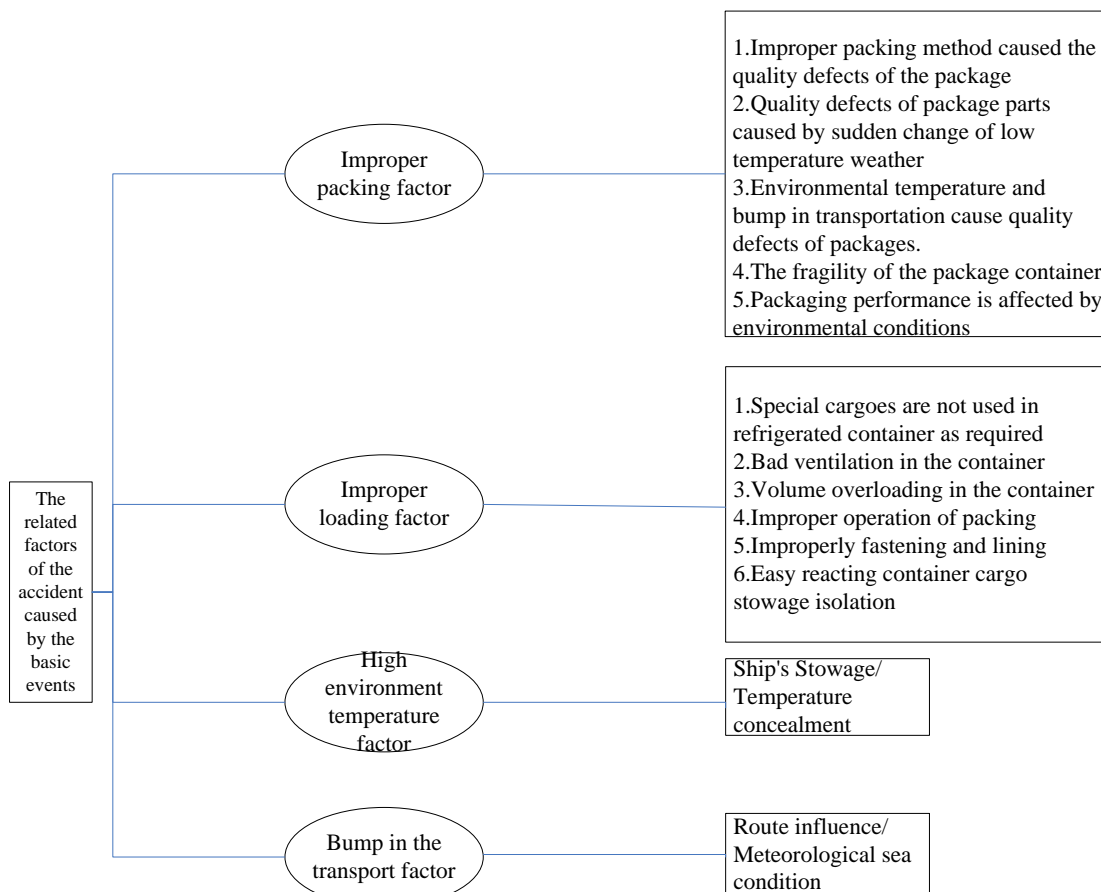 The
related
factors
of the
accident
caused
by the
basic
events
Improper
packing factor
1.Improper packing method caused the
quality defects of the package
2.Quality defects of package parts
caused by sudden change of low
temperature weather
3.Environmental temperature and
bump in transportation cause quality
defects of packages.
4.The fragility of the package container
5.Packaging performance is affected by
environmental conditions
Improper
loading factor
1.Special cargoes are not used in
refrigerated container as required
2.Bad ventilation in the container
3.Volume overloading in the container
4.Improper operation of packing
5.Improperly fastening and lining
6.Easy reacting container cargo
stowage isolation
High
environment
temperature
factor
Ship's Stowage/
Temperature
concealment
Bump in the
transport factor
Route influence/
Meteorological sea
condition